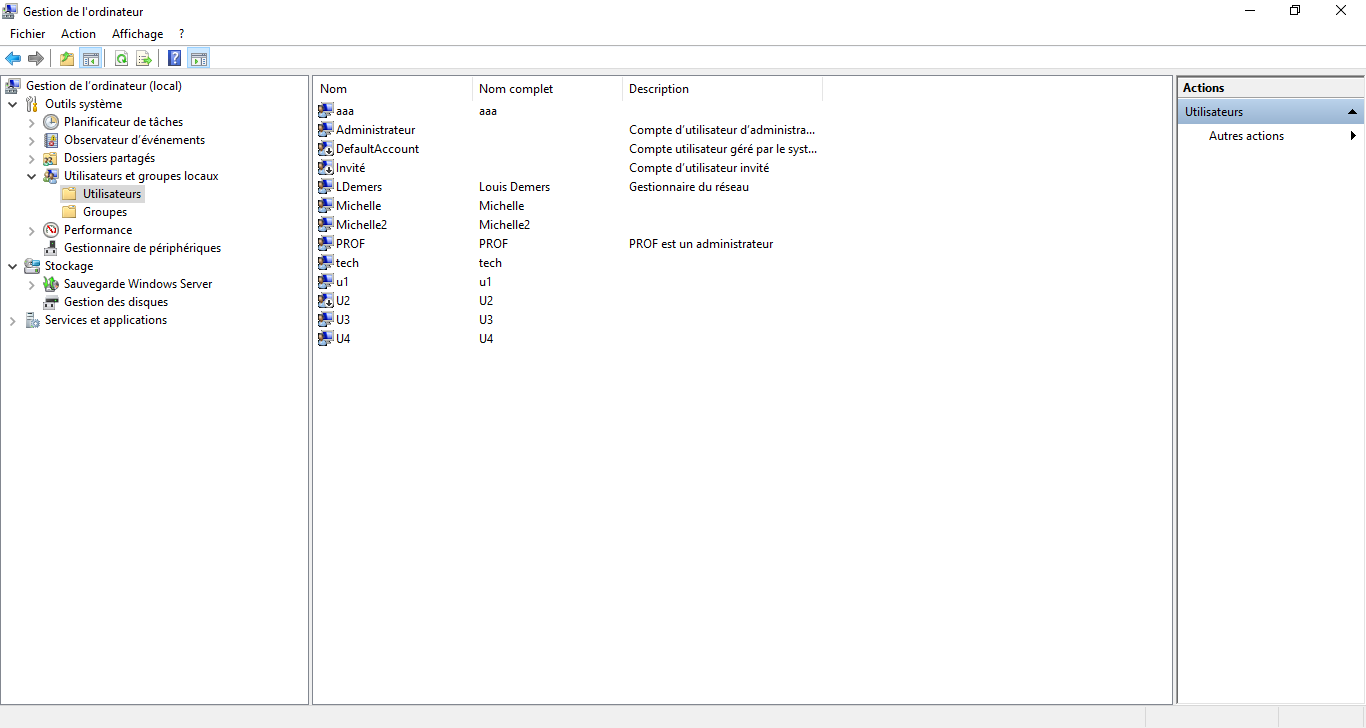 Gestion de l'ordinateur
Fichier Action Affichage ?
Gestion de l'ordinateur (local)
Outils système
Planificateur de tâches
Observateur d'événements
Dossiers partagés
Utilisateurs et groupes locaux
Utilisateurs
Groupes
Performance
Gestionnaire de périphériques
Stockage
Sauvegarde Windows Server
Gestion des disques
Services et applications
Nom Nom complet Description
aaa aaa
Administrateur Compte d'utilisateur d'administra...
DefaultAccount Compte utilisateur géré par le syst...
Invité Compte d'utilisateur invité
LDemers Louis Demers Gestionnaire du réseau
Michelle Michelle
Michelle2 Michelle2
PROF PROF PROF est un administrateur
tech tech
u1 u1
U2 U2
U3 U3
U4 U4
Actions
Utilisateurs
Autres actions